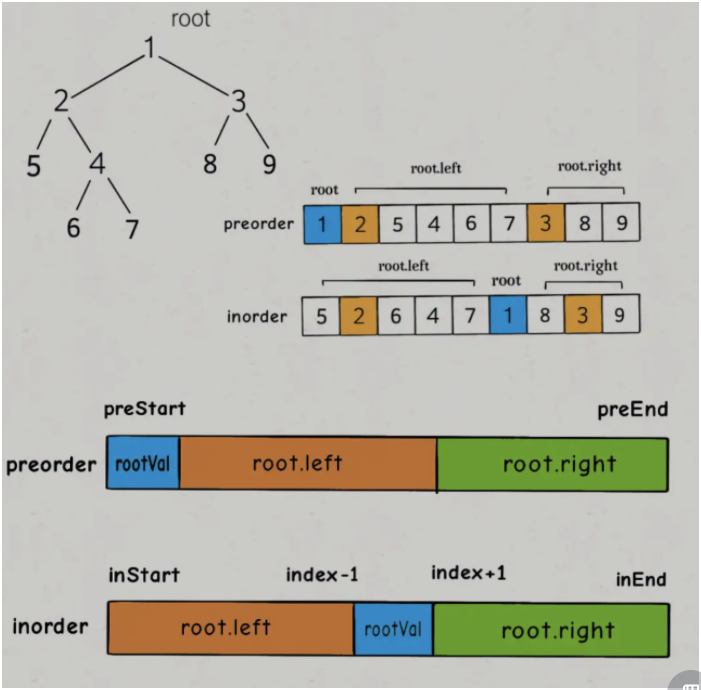 root
1
2 3
5 4 8 9
6 7
root.left root.right
root
preorder 1 2 5 4 6 7 3 8 9
root.left root root.right
inorder 5 2 6 4 7 1 8 3 9
preStart preEnd
preorder rootVal root.left root.right
inStart index-1 index+1 inEnd
inorder root.left rootVal root.right